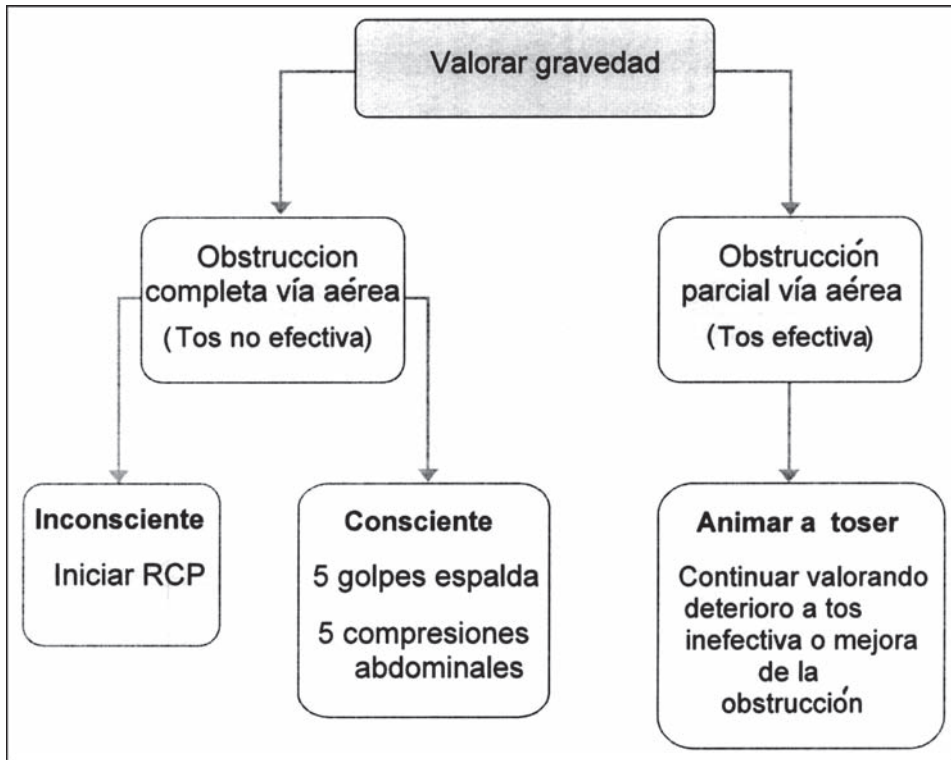 Valorar gravedad
Obstruccion
completa vía aérea
(Tos no efectiva)
Obstrucción
parcial vía aérea
(Tos efectiva)
Inconsciente
Iniciar RCP
Consciente
5 golpes espalda
5 compresiones
abdominales
Animar a toser
Continuar valorando
deterioro a tos
inefectiva o mejora
de la
obstrucción